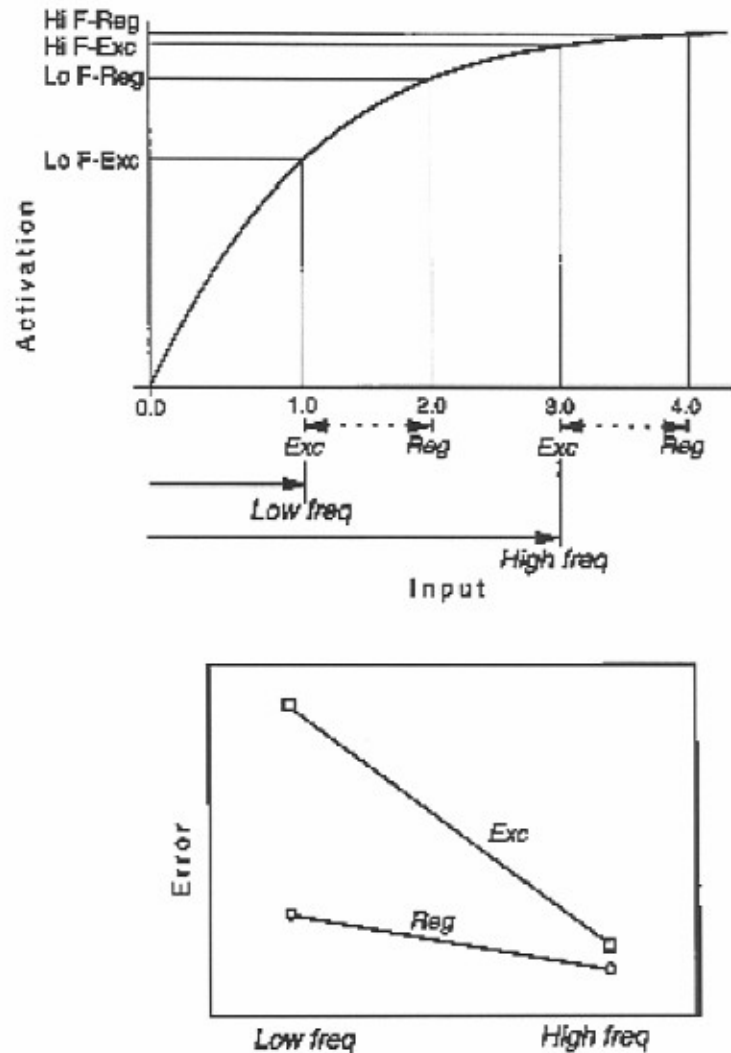 Hi F-Reg
Hi F-Exc
Lo F-Reg
Lo F-Exc
Activation
0.0 1.0 2.0 3.0 4.0
Exc Reg Exc Reg
Low freq
High freq
Input
Error
Exc
Reg
Low freq High freq